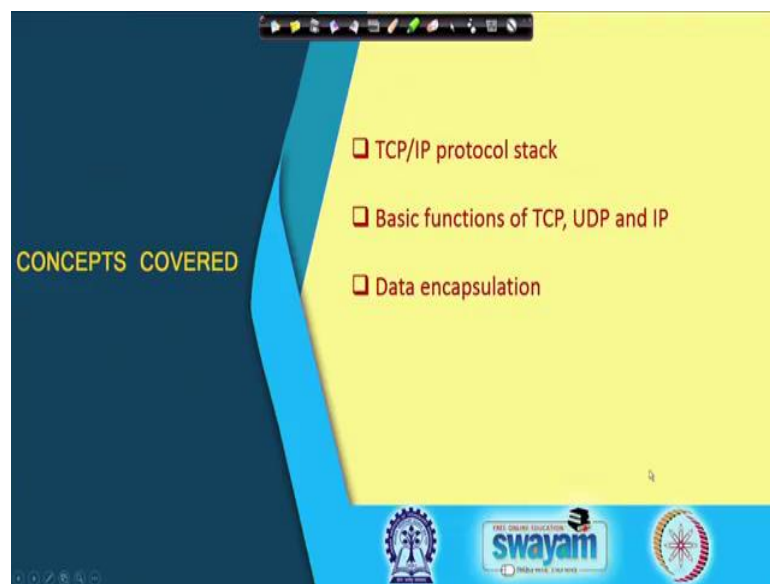 CONCEPTS COVERED
TCP/IP protocol stack
Basic functions of TCP, UDP and IP
Data encapsulation
FREE ONLINE EDUCATION
swayam